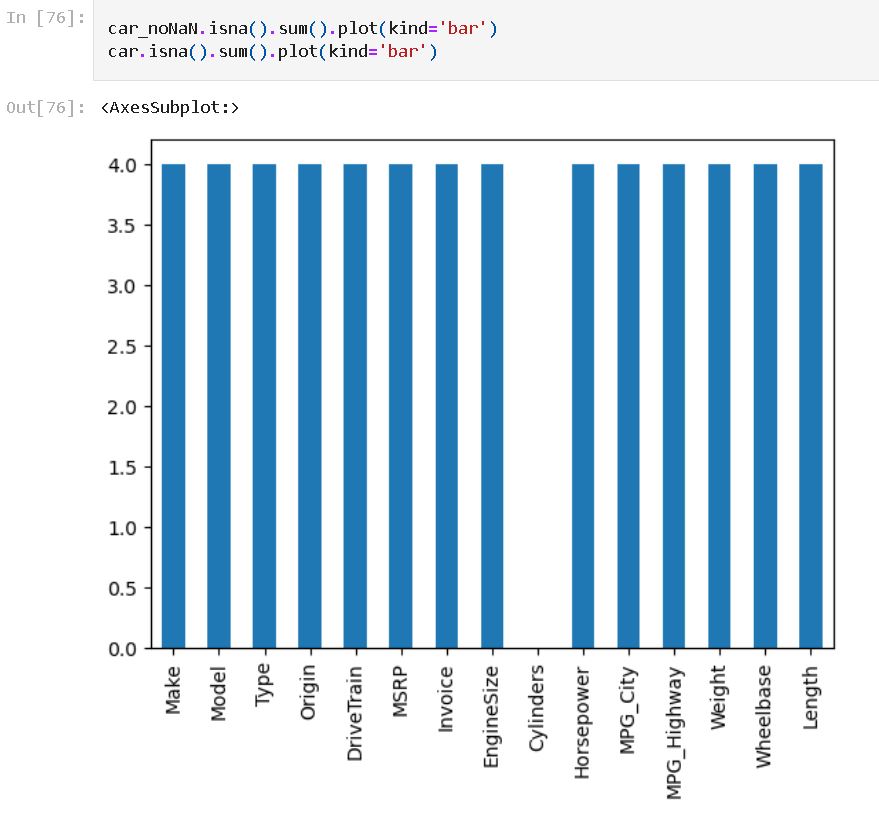 In [76]:
car_noNaN.isna().sum().plot(kind='bar')
car.isna().sum().plot(kind='bar')
Out[76]: <AxesSubplot:>
4.0
3.5
3.0
2.5
2.0
1.5
1.0
0.5
0.0
Make
Model
Type
Origin
DriveTrain
MSRP
Invoice
EngineSize
Cylinders
Horsepower
MPG_City
MPG_Highway
Weight
Wheelbase
Length